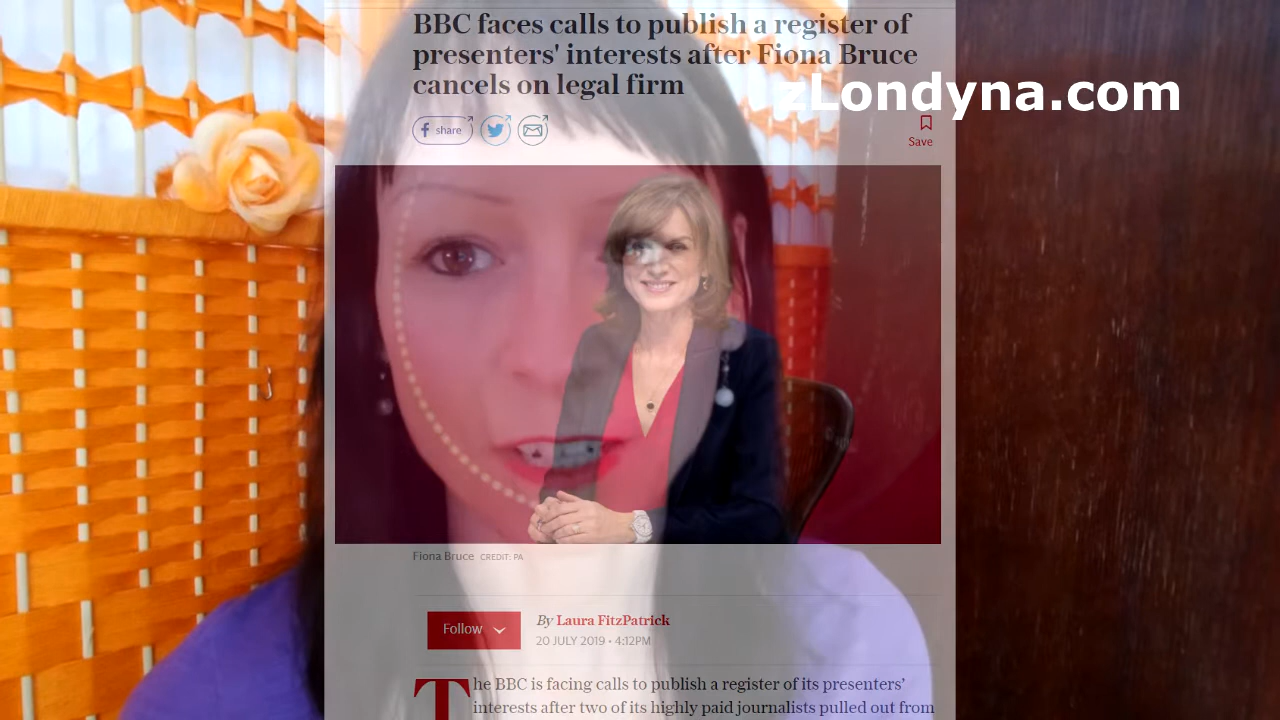 BBC faces calls to publish a register of
presenters' interests after Fiona Bruce
cancels on legal firm
zLondyna.com
share
Save
Fiona Bruce CREDIT: PA
Follow
By Laura FitzPatrick
20 JULY 2019 • 4:12PM
The BBC is facing calls to publish a register of its presenters'
interests after two of its highly paid journalists pulled out from